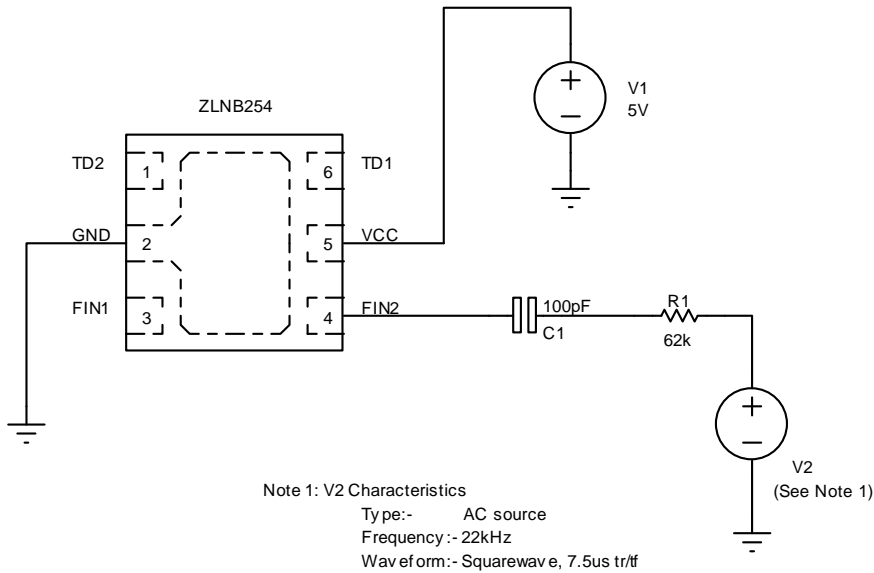 ZLNB254
V1
5V
TD2
1
6
TD1
GND
2
5
VCC
FIN1
3
4
FIN2
100pF
C1
R1
62k
V2
(See Note 1)
Note 1: V2 Characteristics
Type:- AC source
Frequency:- 22kHz
Waveform:- Squarewave, 7.5us tr/tf